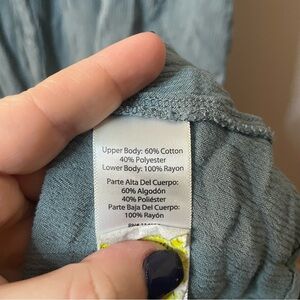 Upper Body: 60% Cotton
40% Polyester
Lower Body: 100% Rayon
Parte Alta Del Cuerpo:
60% Algodón
40% Poliéster
Parte Baja Del Cuerpo:
100% Rayón